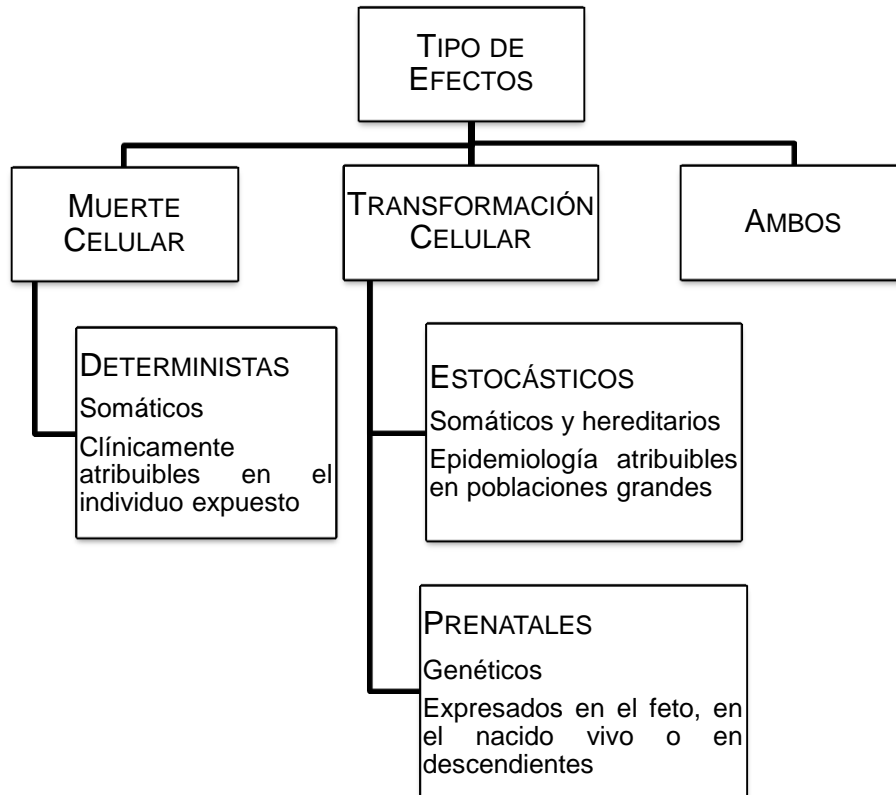 TIPO DE
EFECTOS
MUERTE
CELULAR
TRANSFORMACIÓN
CELULAR
AMBOS
DETERMINISTAS
Somáticos
Clínicamente
atribuibles en el
individuo expuesto
ESTOCÁSTICOS
Somáticos y hereditarios
Epidemiología atribuibles
en poblaciones grandes
PRENATALES
Genéticos
Expresados en el feto, en
el nacido vivo o en
descendientes